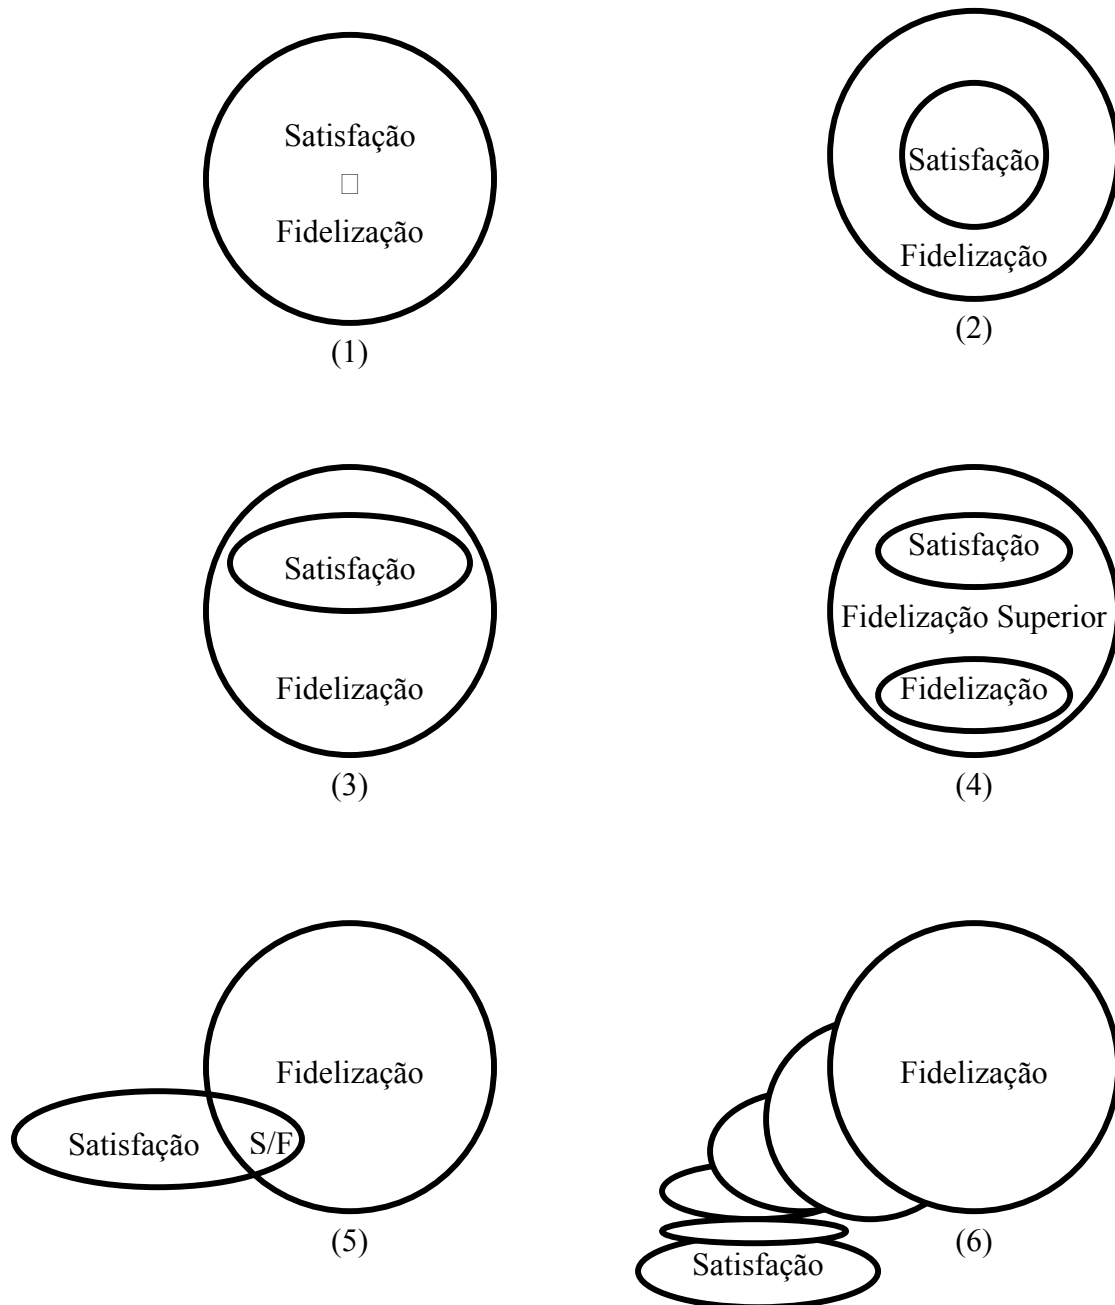 Satisfação
Fidelização
(1)
Satisfação
Fidelização
(2)
Satisfação
Fidelização
(3)
Satisfação
Fidelização Superior
Fidelização
(4)
Fidelização
Satisfação
S/F
(5)
Fidelização
(6)
Satisfação